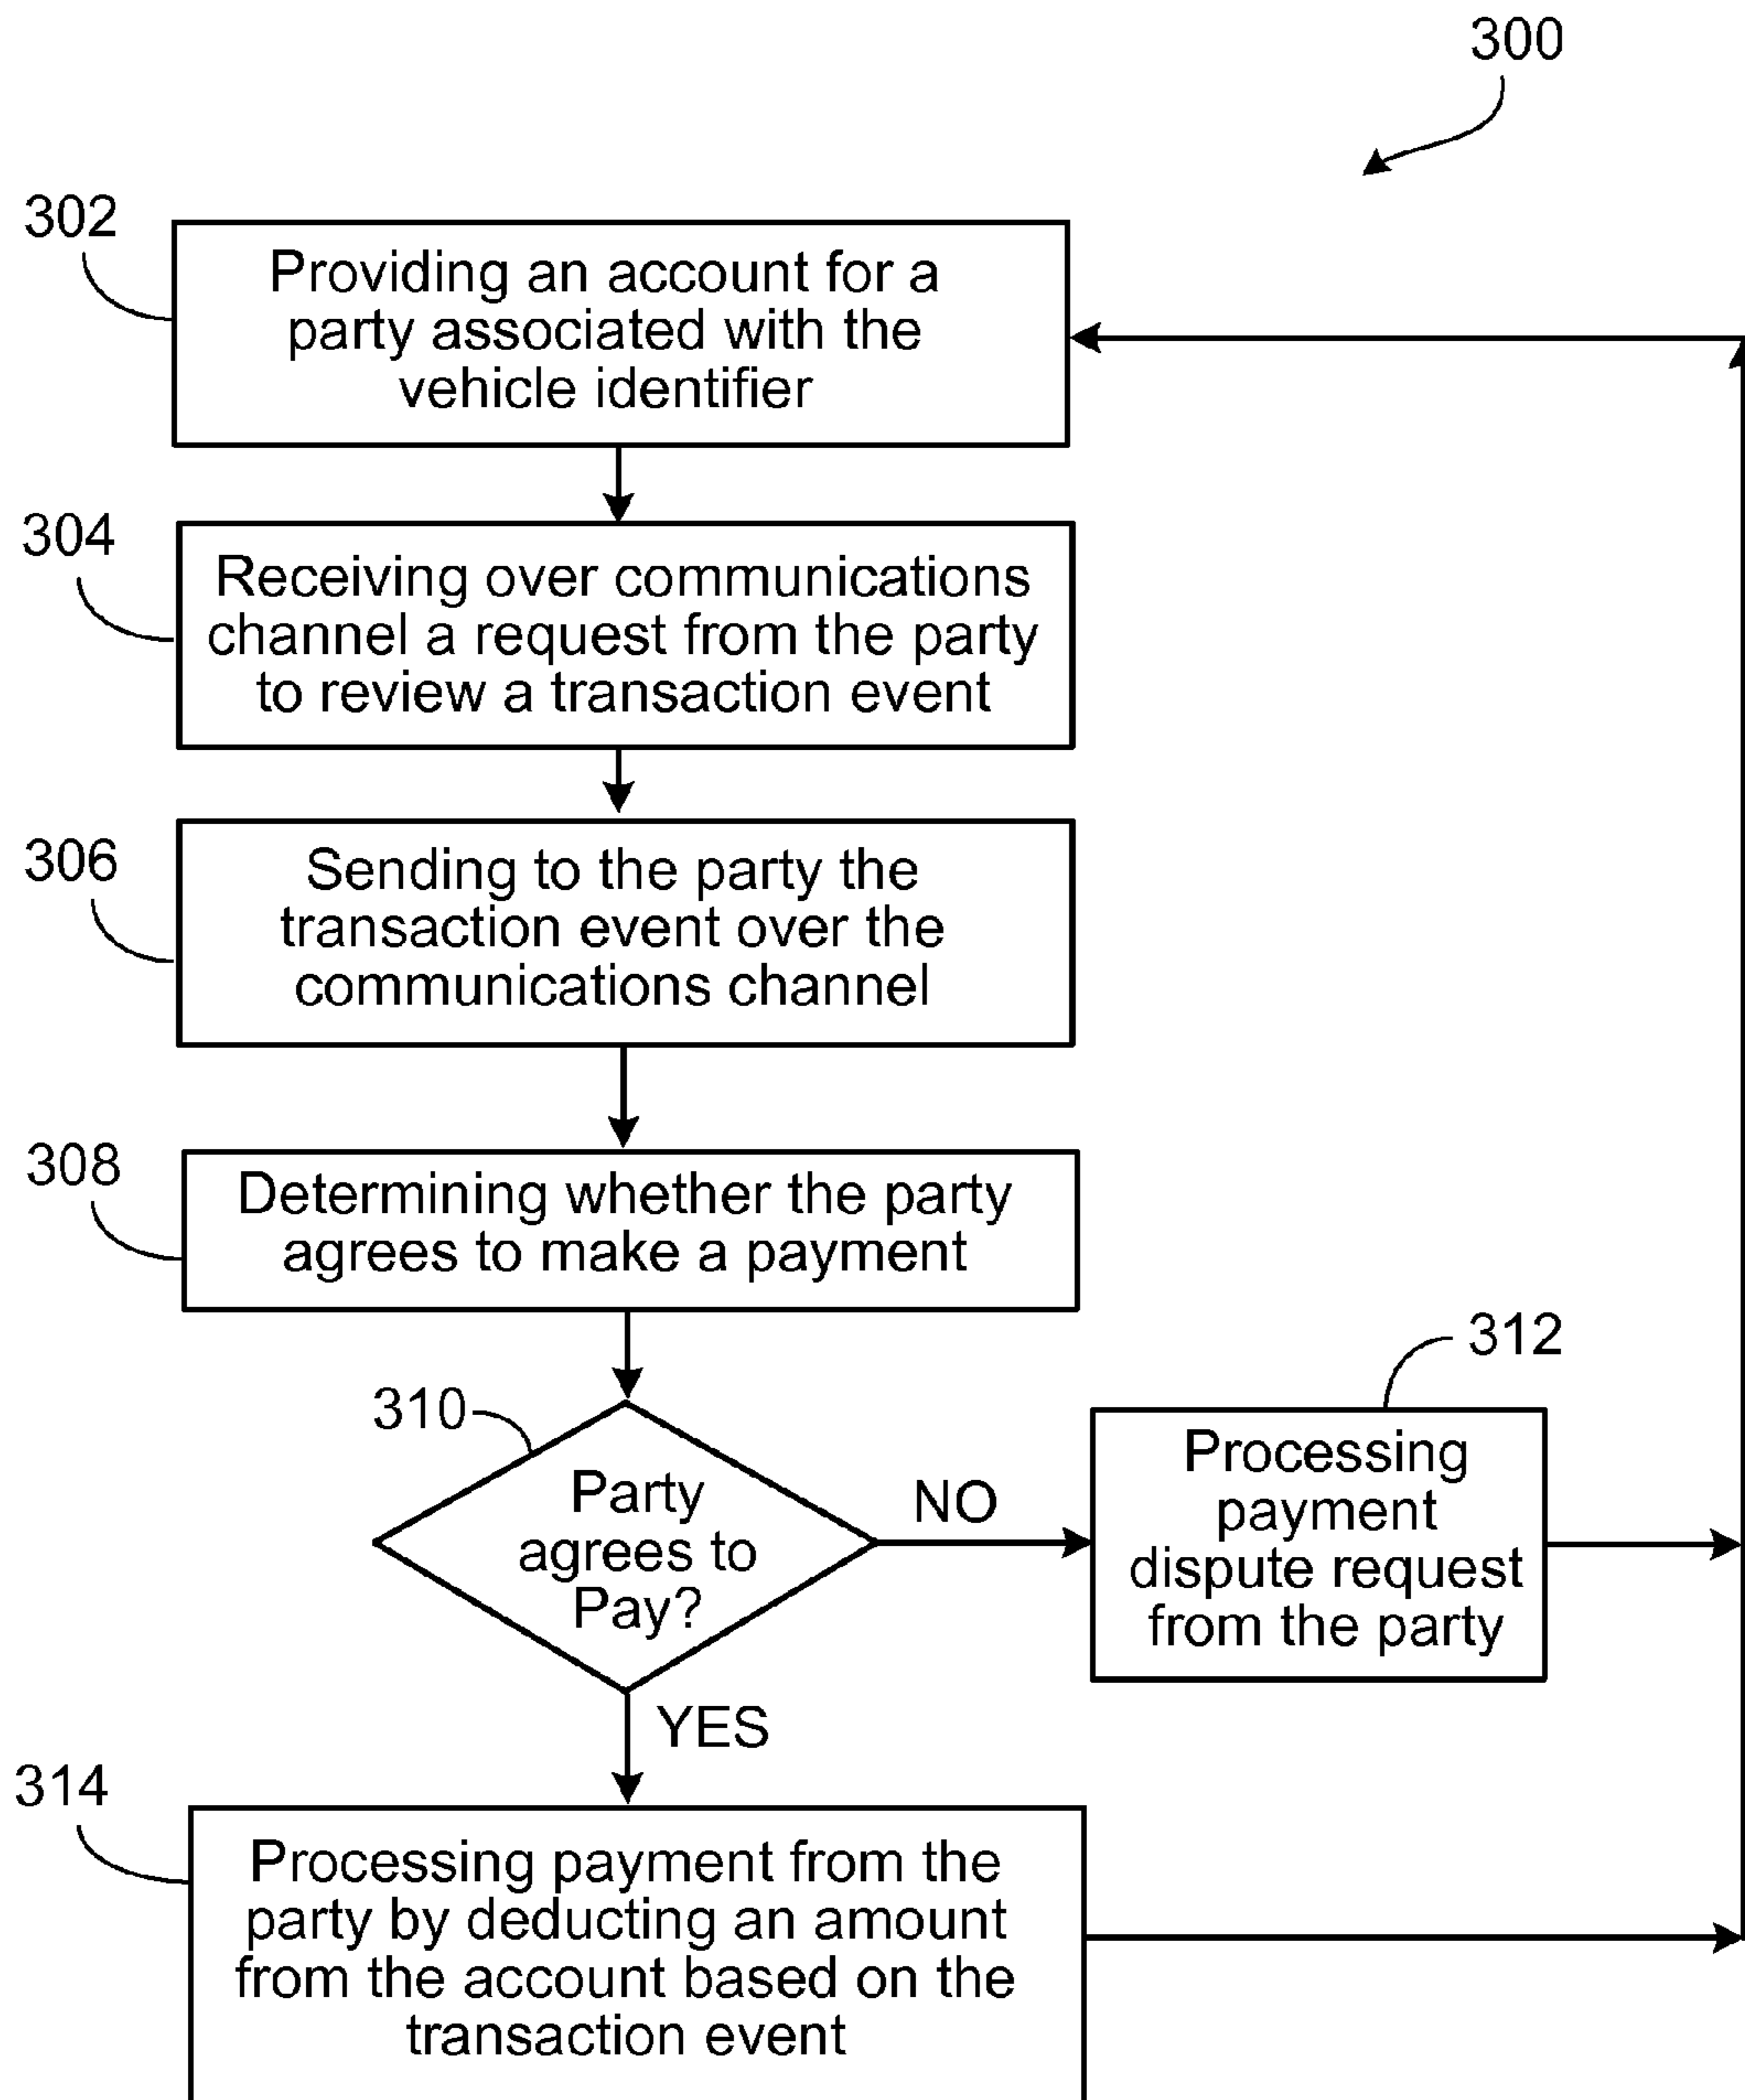 300
302
Providing an account for a
party associated with the
vehicle identifier
304
Receiving over communications
channel a request from the party
to review a transaction event
306
Sending to the party the
transaction event over the
communications channel
308
Determining whether the party
agrees to make a payment
310
Party
agrees to
Pay?
NO
312
Processing
payment
dispute request
from the party
YES
314
Processing payment from the
party by deducting an amount
from the account based on the
transaction event